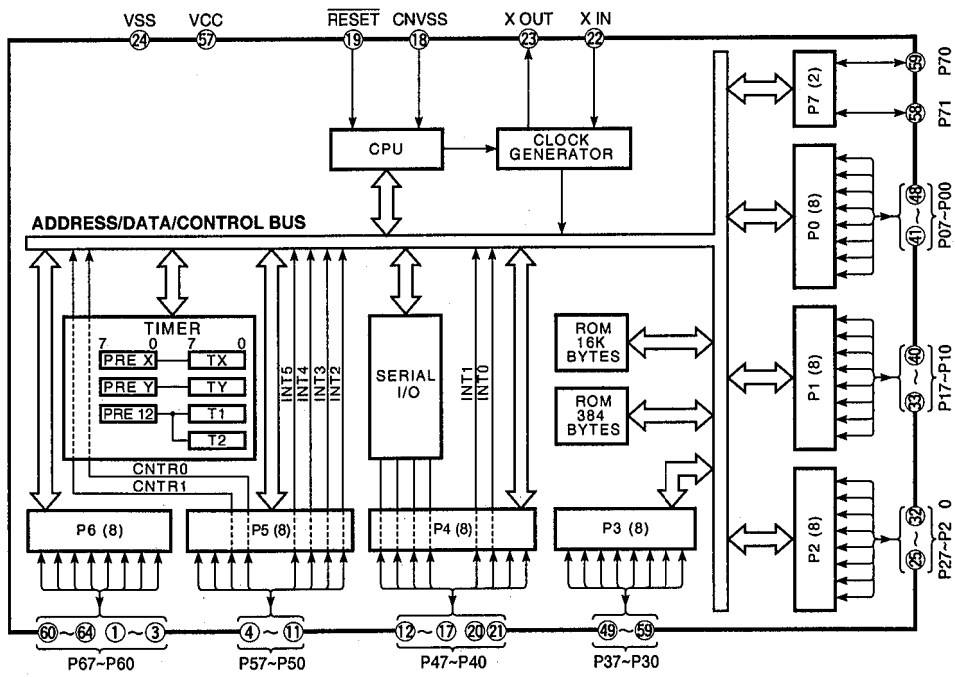 VSS VCC RESET CNVSS X OUT X IN
24 57 19 18 23 22
59 P70
P7 (2)
58 P71
CPU
CLOCK
GENERATOR
P0 (8)
41~48
P07~P00
ADDRESS/DATA/CONTROL BUS
TIMER
7 0 7 0
PRE X TX
PRE Y TY
PRE 12 T1
T2
CNTR0
CNTR1
INT5
INT4
INT3
INT2
SERIAL
I/O
INT1
INT0
ROM
16K
BYTES
ROM
384
BYTES
P1 (8)
33~40
P17~P10
P2 (8)
25~32
P27~P2 0
P6 (8) P5 (8) P4 (8) P3 (8)
60~64 1~3 4~11 12~17 20 21 49~59
P67~P60 P57~P50 P47~P40 P37~P30